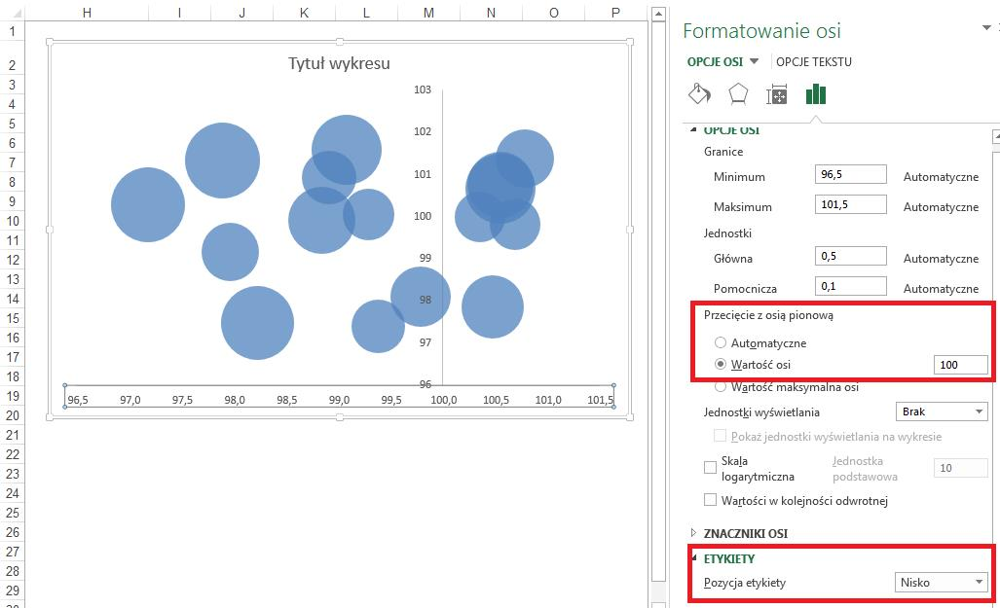 H I J K L M N O P
1
2
3
4
5
6
7
8
9
10
11
12
13
14
15
16
17
18
19
20
21
22
23
24
25
26
27
28
29
Tytuł wykresu
103
102
101
100
99
98
97
96
96,5 97,0 97,5 98,0 98,5 99,0 99,5 100,0 100,5 101,0 101,5
Formatowanie osi
OPCJE OSI OPCJE TEKSTU
OPCJE OSI
Granice
Minimum 96,5 Automatyczne
Maksimum 101,5 Automatyczne
Jednostki
Główna 0,5 Automatyczne
Pomocnicza 0,1 Automatyczne
Przecięcie z osią pionową
Automatyczne
Wartość osi 100
Wartość maksymalna osi
Jednostki wyświetlania Brak
Pokaż jednostki wyświetlania na wykresie
Skala logarytmiczna Jednostka podstawowa 10
Wartości w kolejności odwrotnej
ZNACZNIKI OSI
ETYKIETY
Pozycja etykiety Nisko